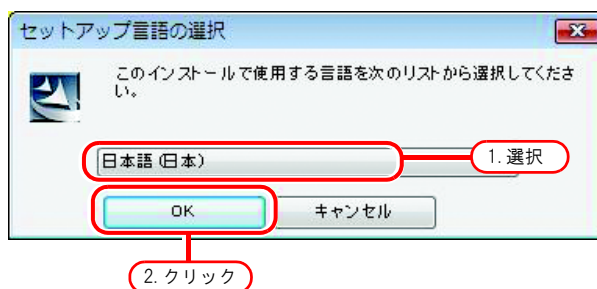 セットアップ言語の選択
このインストールで使用する言語を次のリストから選択してくださ
い。
日本語 (日本)
1.選択
OK
キャンセル
2.クリック